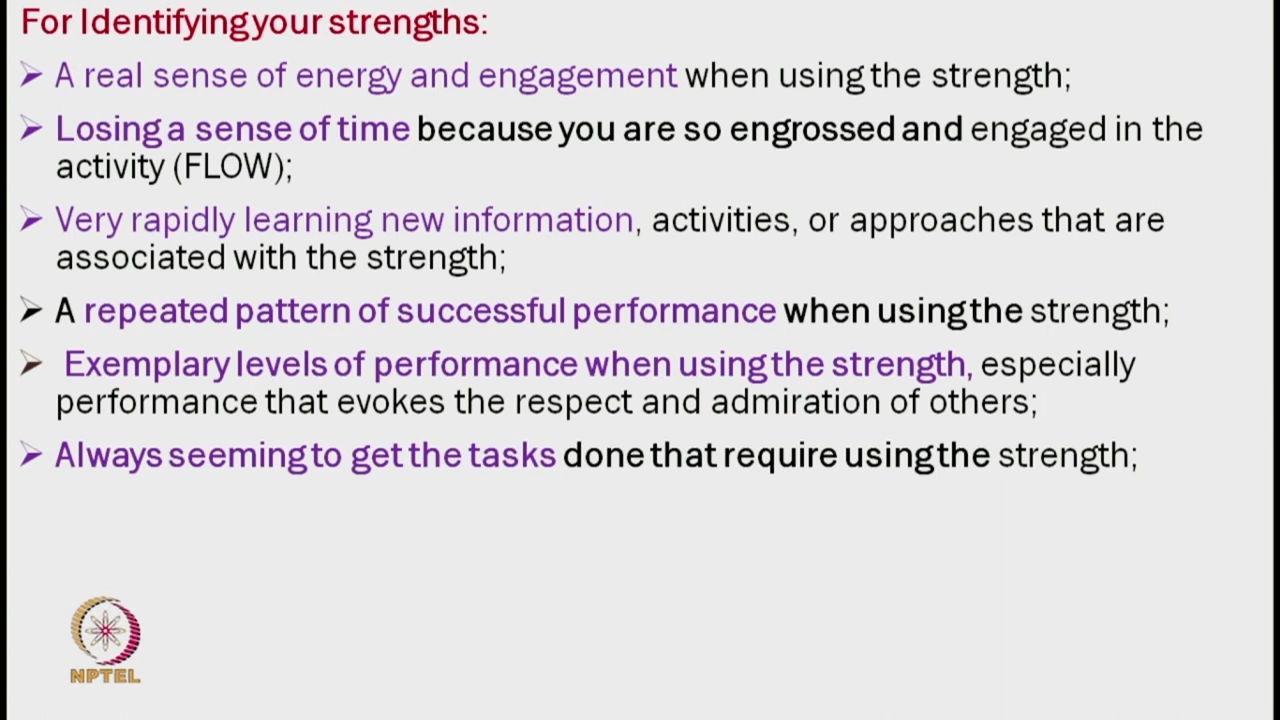 For Identifying your strengths:
➢ A real sense of energy and engagement when using the strength;
➢ Losing a sense of time because you are so engrossed and engaged in the
activity (FLOW);
➢ Very rapidly learning new information, activities, or approaches that are
associated with the strength;
➢ A repeated pattern of successful performance when using the strength;
➢ Exemplary levels of performance when using the strength, especially
performance that evokes the respect and admiration of others;
➢ Always seeming to get the tasks done that require using the strength;
NPTEL